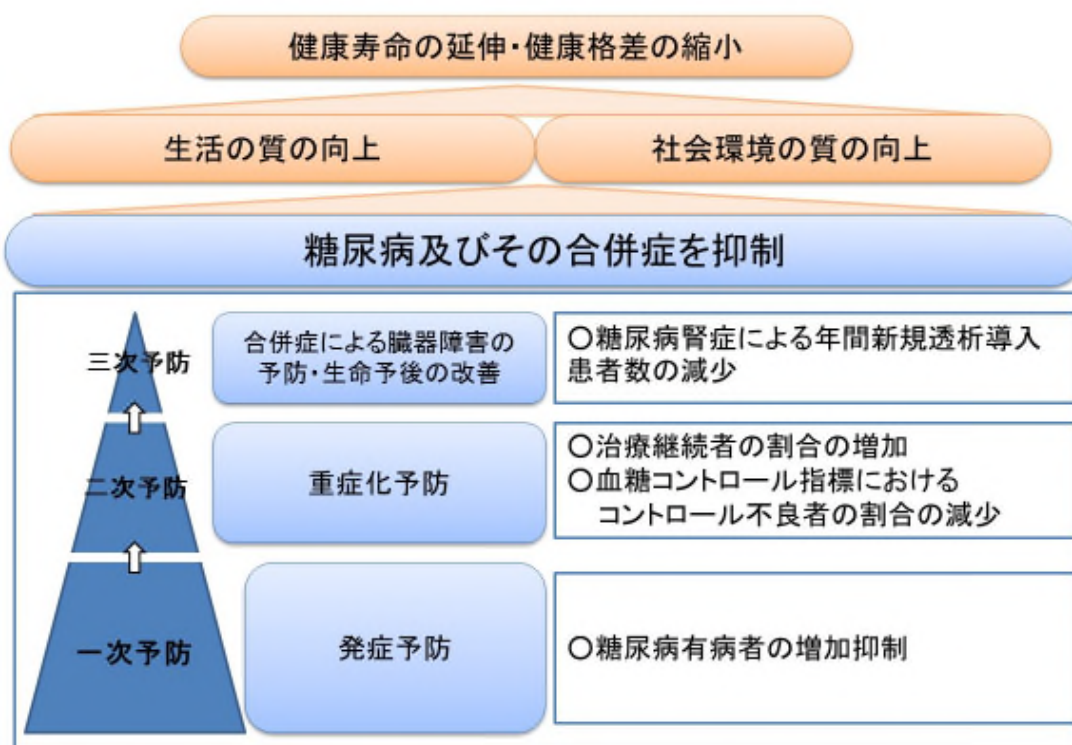 健康寿命の延伸・健康格差の縮小
生活の質の向上
社会環境の質の向上
糖尿病及びその合併症を抑制
三次予防
合併症による臓器障害の
予防・生命予後の改善
〇糖尿病腎症による年間新規透析導入
患者数の減少
二次予防
重症化予防
〇治療継続者の割合の増加
〇血糖コントロール指標における
コントロール不良者の割合の減少
一次予防
発症予防
〇糖尿病有病者の増加抑制